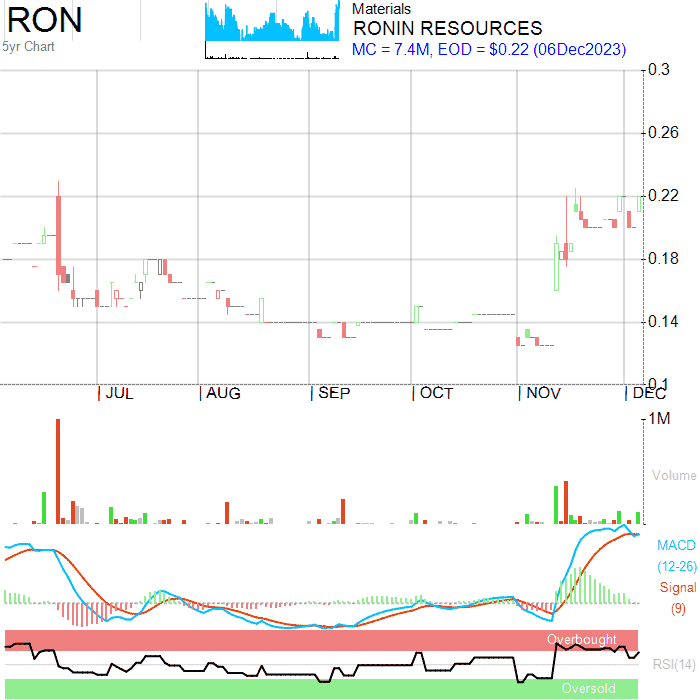 RON
5yr Chart
Materials
RONIN RESOURCES
MC = 7.4M, EOD = $0.22 (06Dec2023)
0.3
0.26
0.22
0.18
0.14
0.1
JUL
AUG
SEP
OCT
NOV
DEC
1M
Volume
MACD
(12-26)
Signal
(9)
Overbought
RSI(14)
Oversold